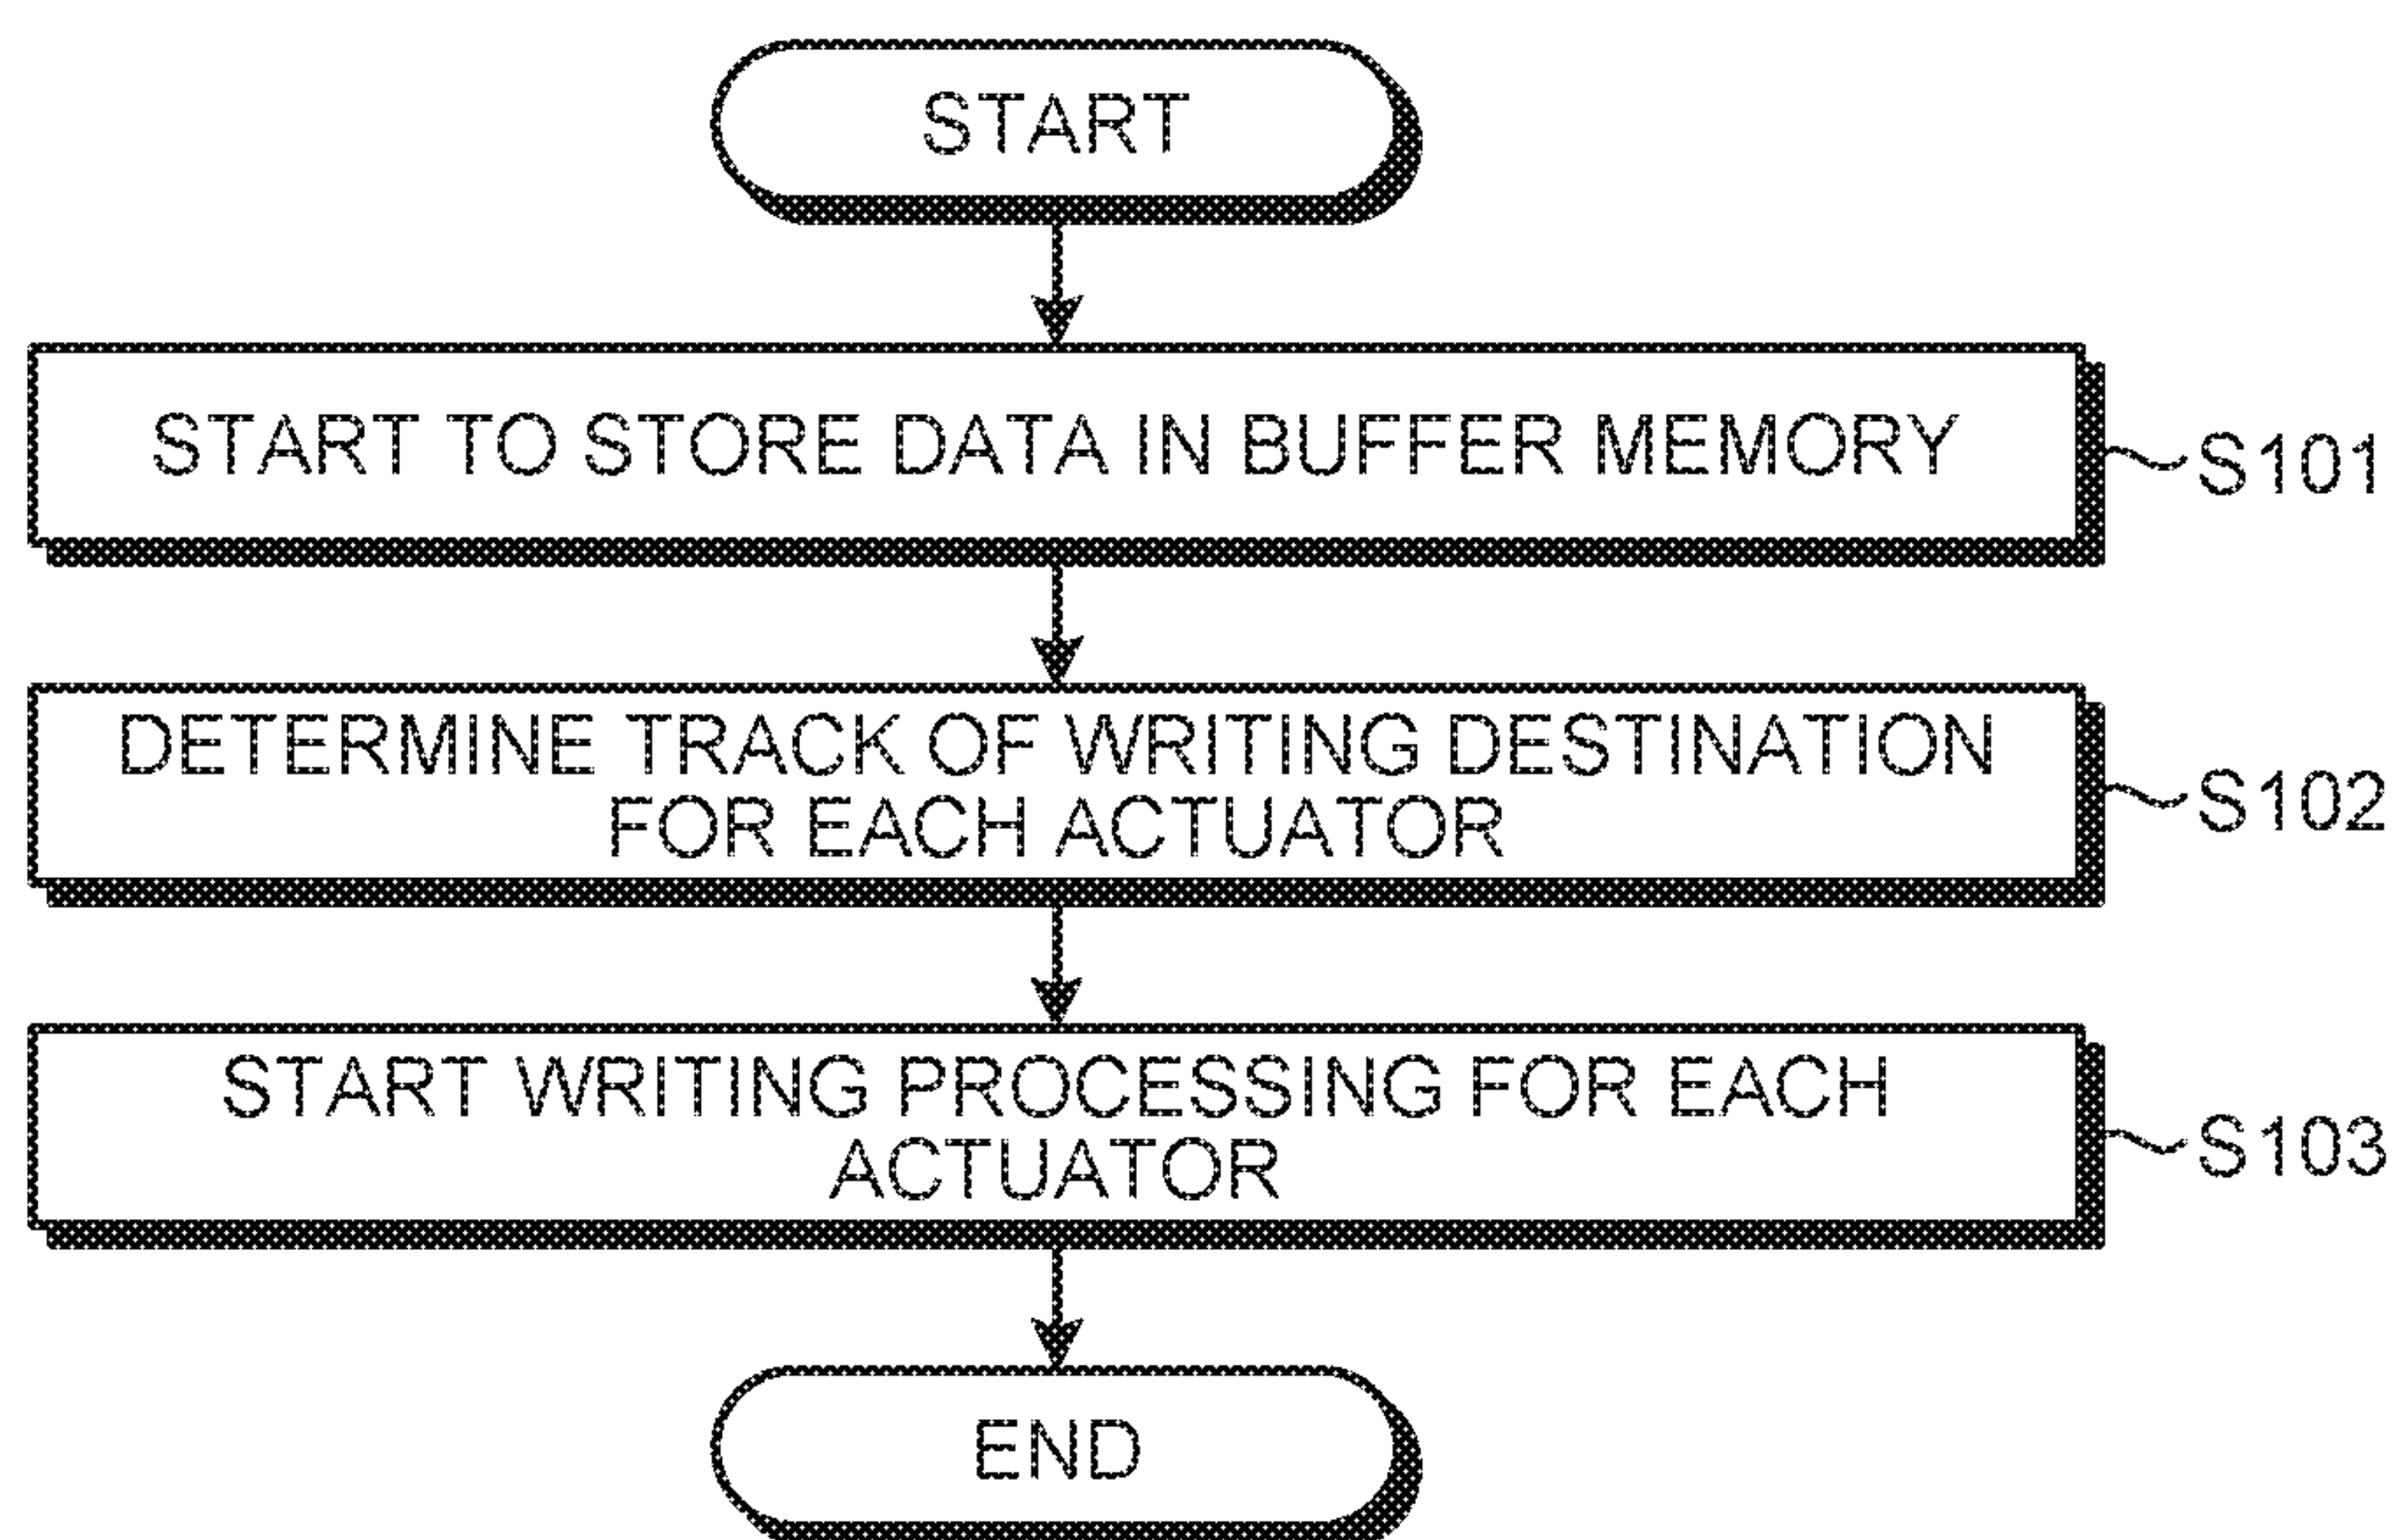 START
START TO STORE DATA IN BUFFER MEMORY
S101
DETERMINE TRACK OF WRITING DESTINATION
FOR EACH ACTUATOR
S102
START WRITING PROCESSING FOR EACH
ACTUATOR
S103
END